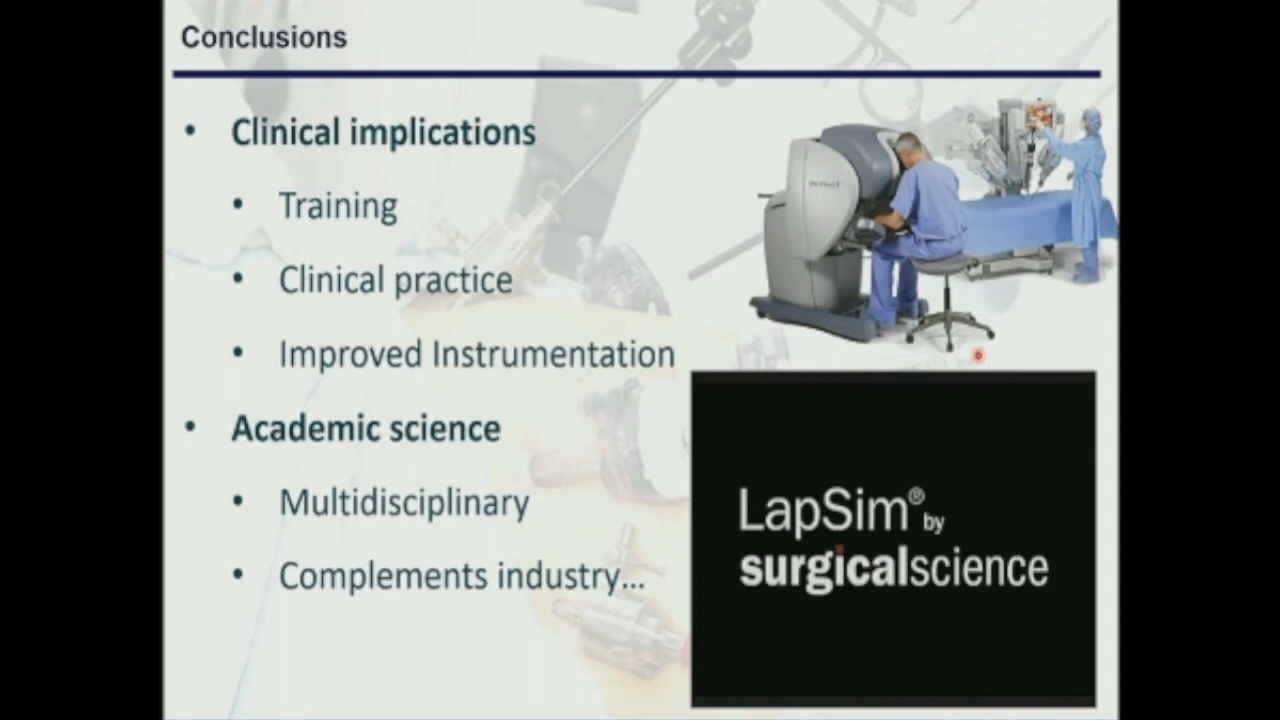 Conclusions
• Clinical implications
• Training
• Clinical practice
• Improved Instrumentation
• Academic science
• Multidisciplinary
• Complements industry...
LapSim® by
surgicalscience